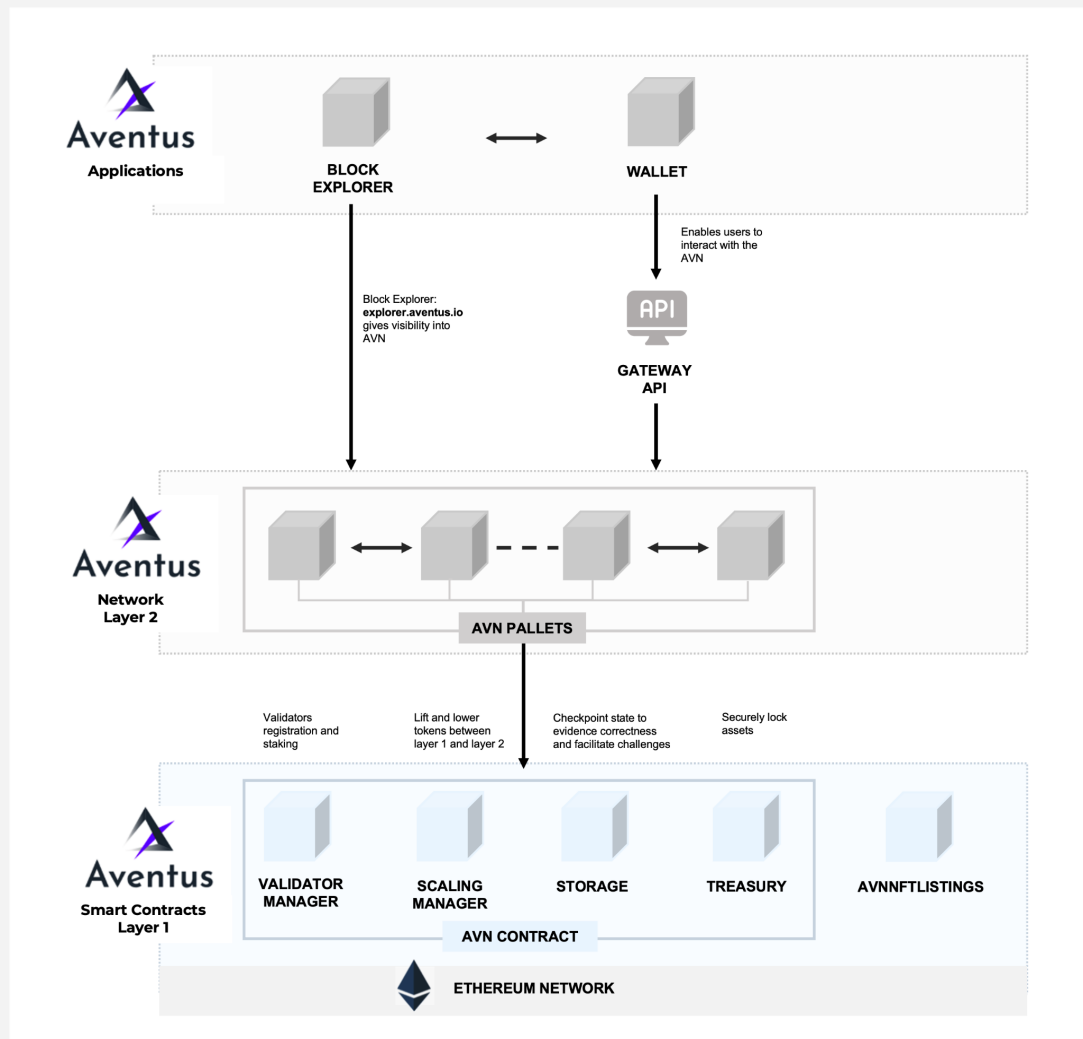 Aventus
Applications
BLOCK
EXPLORER
WALLET
Enables users to
interact with the
AVN
Block Explorer:
explorer.aventus.io
gives visibility into
AVN
API
GATEWAY
API
Aventus
Network
Layer 2
AVN PALLETS
Validators
registration and
staking
Lift and lower
tokens between
layer 1 and layer 2
Checkpoint state to
evidence correctness
and facilitate challenges
Securely lock
assets
Aventus
Smart Contracts
Layer 1
VALIDATOR
MANAGER
SCALING
MANAGER
STORAGE
TREASURY
AVNNFTLISTINGS
AVN CONTRACT
ETHEREUM NETWORK